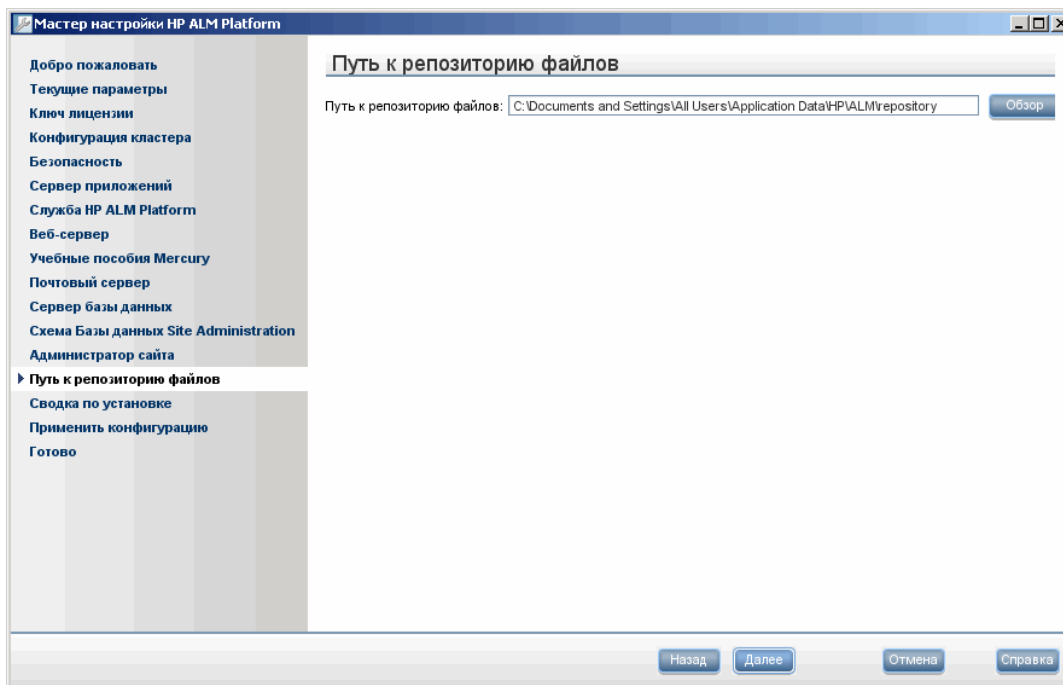 Мастер настройки HP ALM Platform
Добро пожаловать
Текущие параметры
Ключ лицензии
Конфигурация кластера
Безопасность
Сервер приложений
Служба HP ALM Platform
Веб-сервер
Учебные пособия Mercury
Почтовый сервер
Сервер базы данных
Схема Базы данных Site Administration
Администратор сайта
Путь к репозиторию файлов
Сводка по установке
Применить конфигурацию
Готово
Путь к репозиторию файлов
Путь к репозиторию файлов: C:\Documents and Settings\All Users\Application Data\HP\ALM\repository Обзор
Назад Далее Отмена Справка